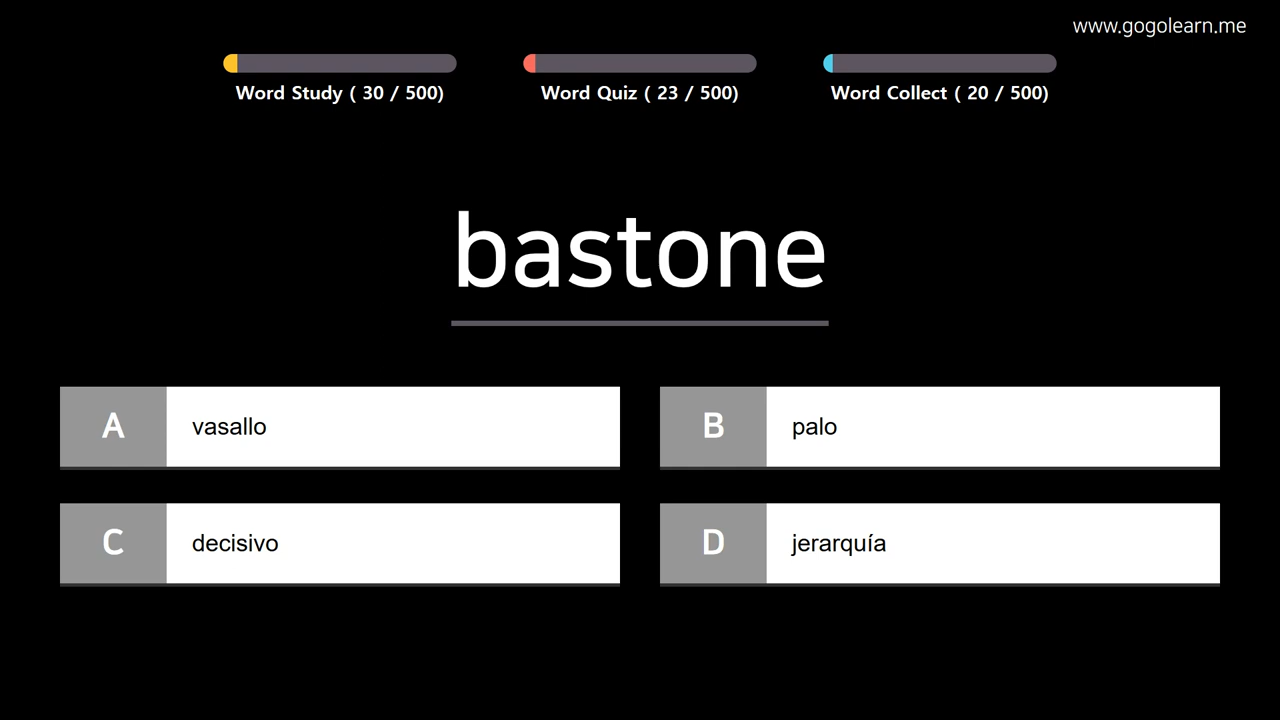 www.gogolearn.me
Word Study ( 30 / 500)
Word Quiz ( 23 / 500)
Word Collect ( 20 / 500)
bastone
A vasallo
B palo
C decisivo
D jerarquía